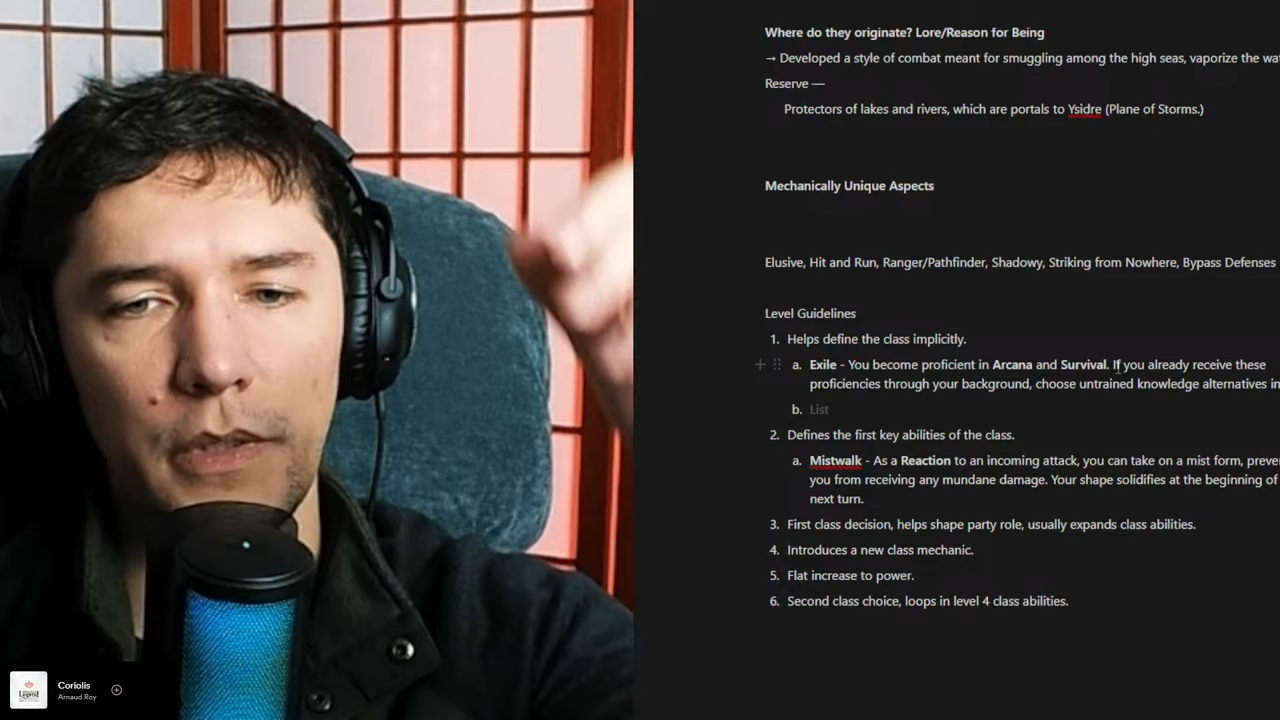 Where do they originate? Lore/Reason for Being
→ Developed a style of combat meant for smuggling among the high seas, vaporize the
Reserve —
Protectors of lakes and rivers, which are portals to Ysidre (Plane of Storms.)
Mechanically Unique Aspects
Elusive, Hit and Run, Ranger/Pathfinder, Shadowy, Striking from Nowhere, Bypass Defenses
Level Guidelines
1. Helps define the class implicitly.
a. Exile - You become proficient in Arcana and Survival. If you already receive these
proficiencies through your background, choose untrained knowledge alternatives
b. List
2. Defines the first key abilities of the class.
a. Mistwalk - As a Reaction to an incoming attack, you can take on a mist form,
you from receiving any mundane damage. Your shape solidifies at the beginning of
next turn.
3. First class decision, helps shape party role, usually expands class abilities.
4. Introduces a new class mechanic.
5. Flat increase to power.
6. Second class choice, loops in level 4 class abilities.
Legend
Coriolis
Arnaud Roy